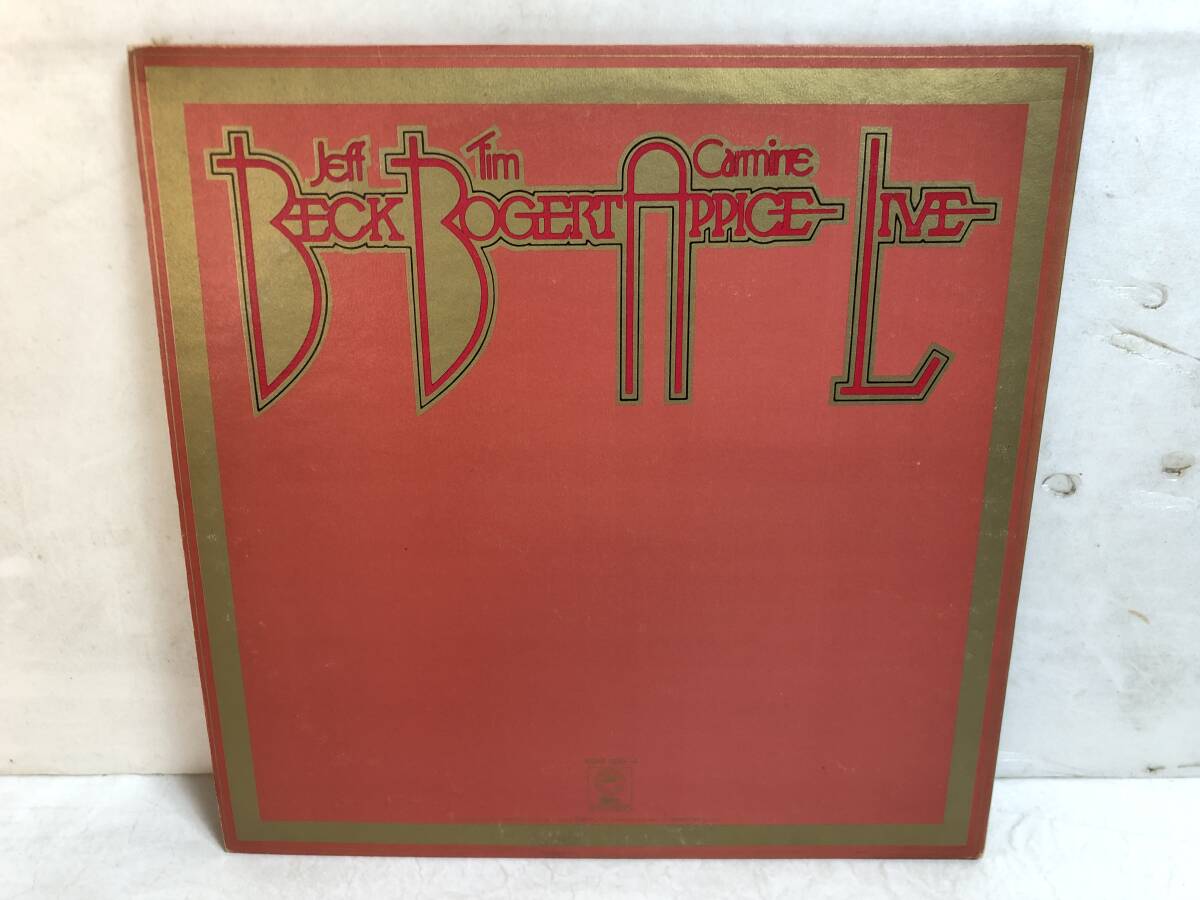 Jeff Tim Carmine
BECK BOGERT APPICE LIVE